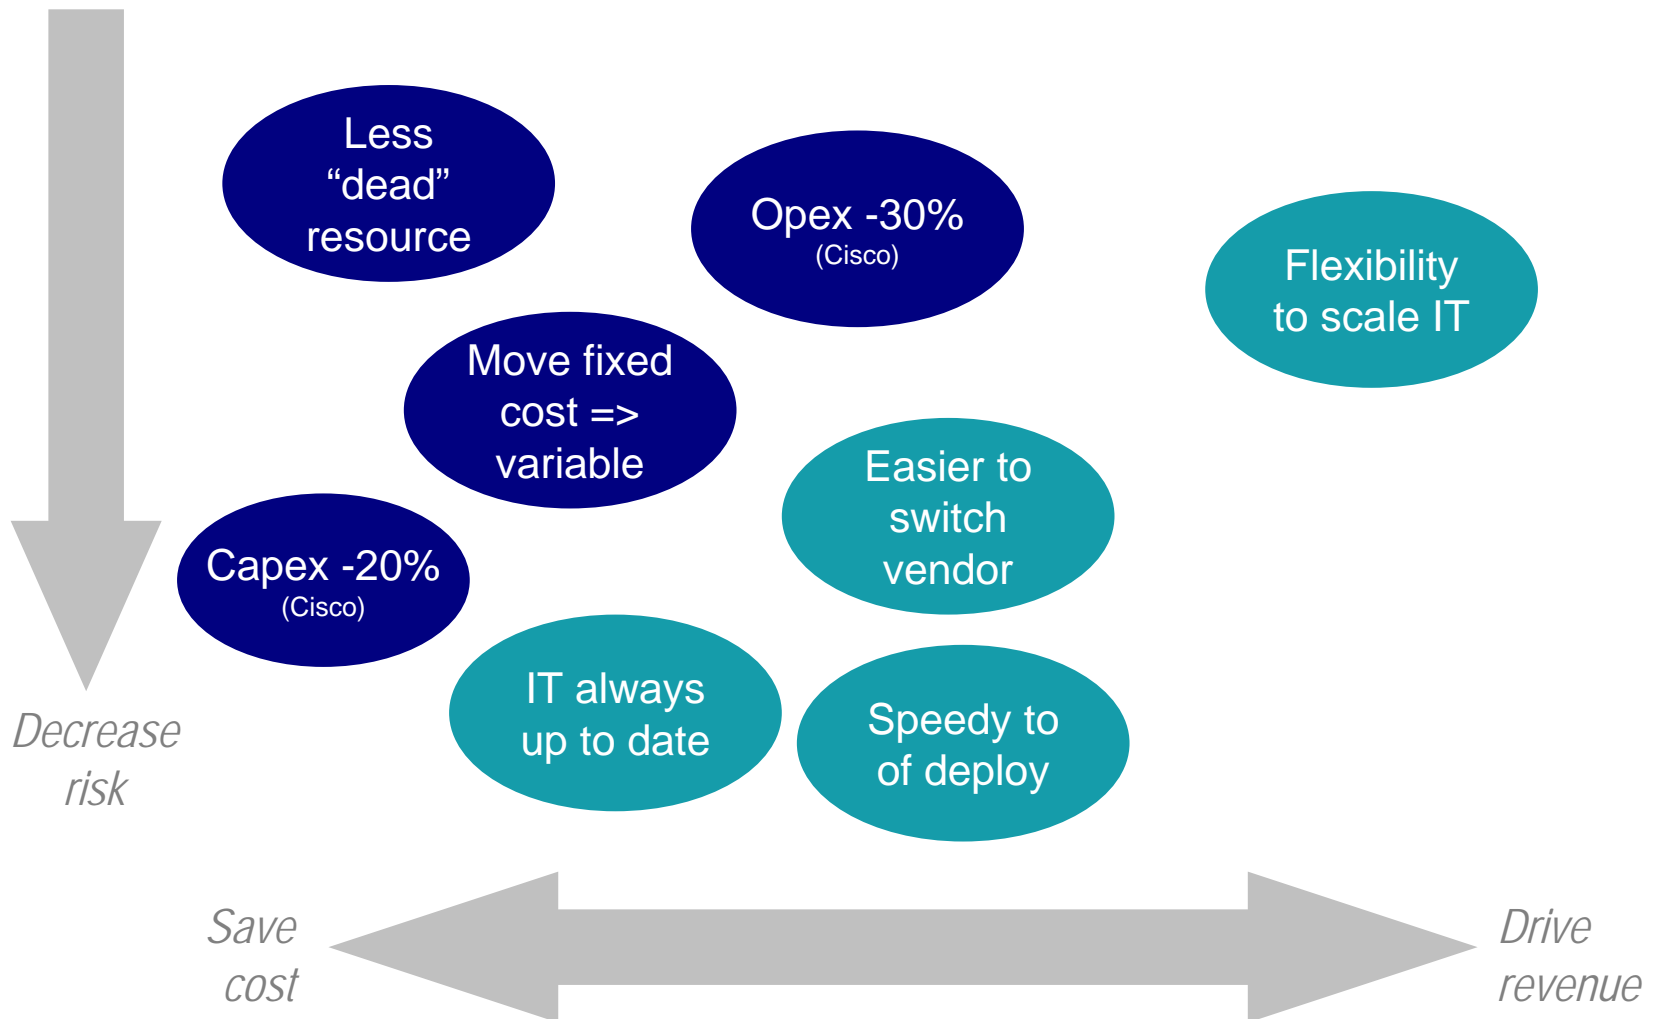 Less
“dead”
resource
Opex -30%
(Cisco)
Flexibility
to scale IT
Move fixed
cost =>
variable
Easier to
switch
vendor
Capex -20%
(Cisco)
IT always
up to date
Speedy to
of deploy
Decrease
risk
Save
cost
Drive
revenue